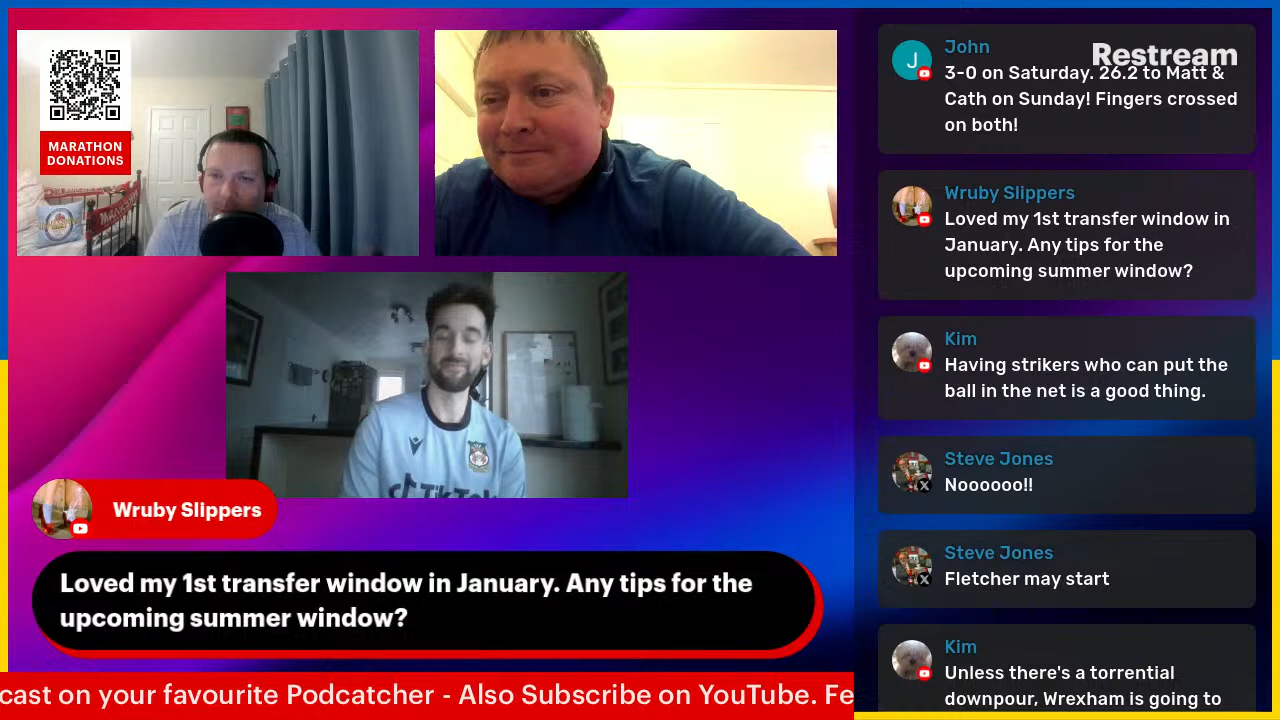 MARATHON
DONATIONS
TikTok
Wruby Slippers
Loved my 1st transfer window in January. Any tips for the
upcoming summer window?
cast on your favourite Podcatcher - Also Subscribe on YouTube. Fe
Restream
J
John
3-0 on Saturday. 26.2 to Matt &
Cath on Sunday! Fingers crossed
on both!
Wruby Slippers
Loved my 1st transfer window in
January. Any tips for the
upcoming summer window?
Kim
Having strikers who can put the
ball in the net is a good thing.
Steve Jones
Noooooo!!
Steve Jones
Fletcher may start
Kim
Unless there's a torrential
downpour, Wrexham is going to